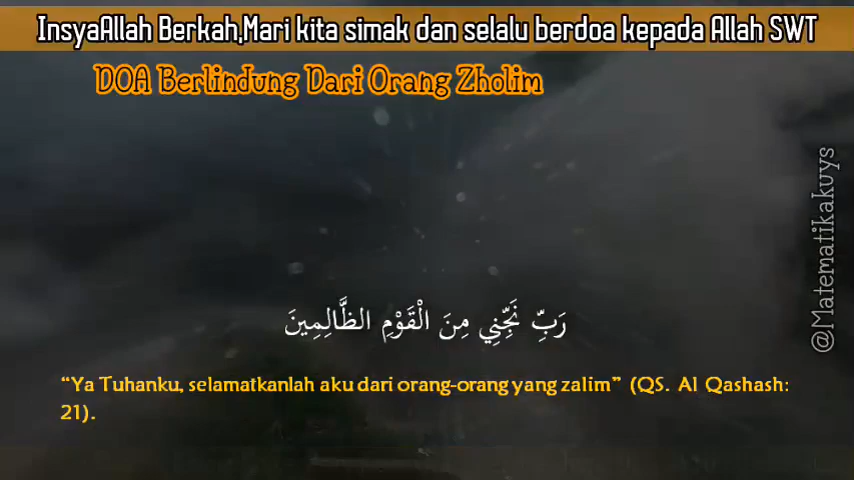 InsyaAllah Berkah,Mari kita simak dan selalu berdoa kepada Allah SWT
DOA Berlindung Dari Orang Zholim
@Matematikakuys
رَبِّ نَجِّنِي مِنَ الْقَوْمِ الظَّالِمِينَ
“Ya Tuhanku, selamatkanlah aku dari orang-orang yang zalim” (QS. Al Qashash:
21).